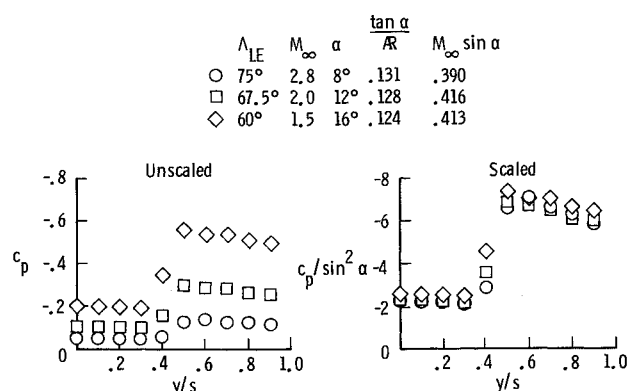 tan α
Λ_LE M_∞ α AR M_∞ sin α
○ 75° 2.8 8° .131 .390
□ 67.5° 2.0 12° .128 .416
◇ 60° 1.5 16° .124 .413
Unscaled
-.8
-.6
c_p -.4
-.2
0
.2 .4 .6 .8 1.0
y/s
Scaled
-8
-6
c_p/sin² α -4
-2
0 .2 .4 .6 .8 1.0
y/s